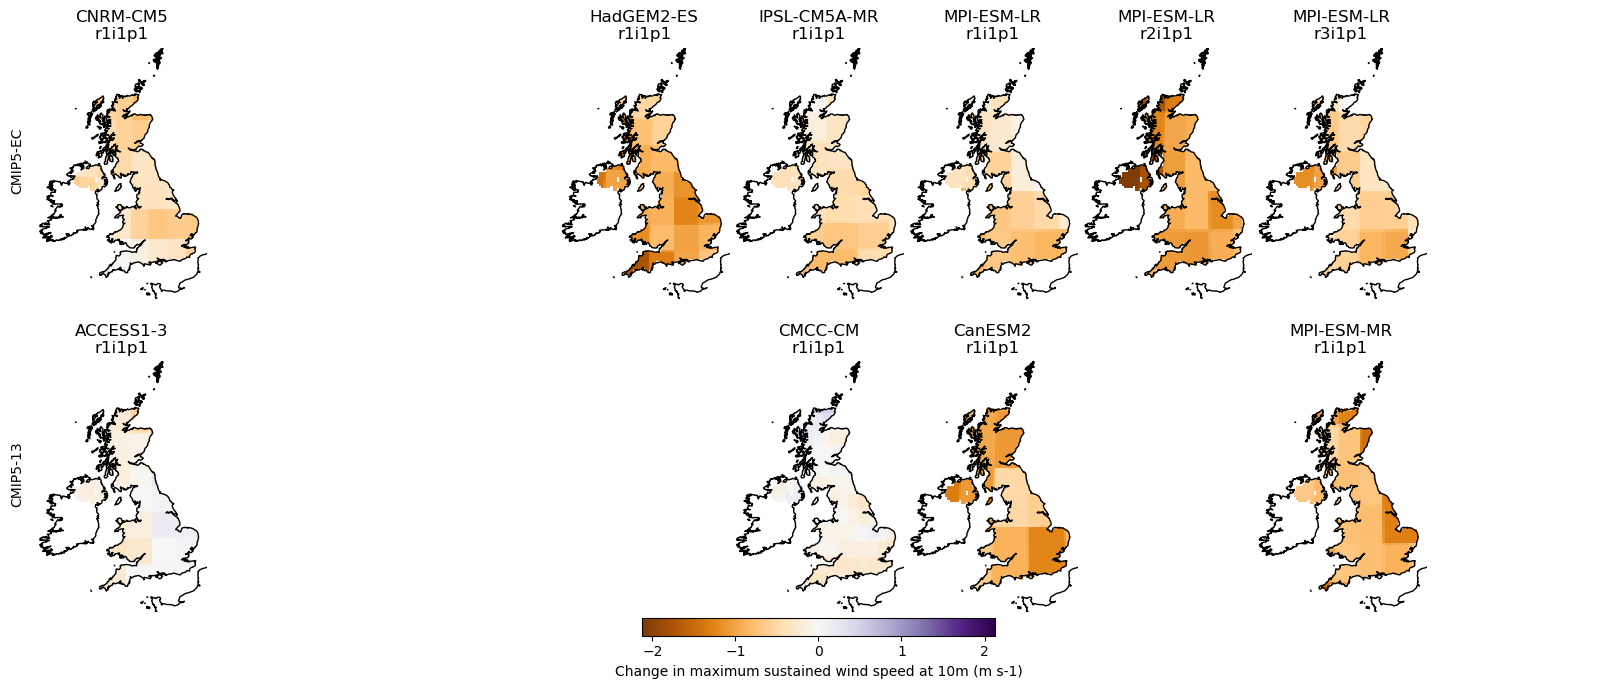 CNRM-CM5
r1i1p1
HadGEM2-ES
r1i1p1
IPSL-CM5A-MR
r1i1p1
MPI-ESM-LR
r1i1p1
MPI-ESM-LR
r2i1p1
MPI-ESM-LR
r3i1p1
CMIP5-EC
ACCESS1-3
r1i1p1
CMCC-CM
r1i1p1
CanESM2
r1i1p1
MPI-ESM-MR
r1i1p1
CMIP5-13
−2 −1 0 1 2
Change in maximum sustained wind speed at 10m (m s-1)